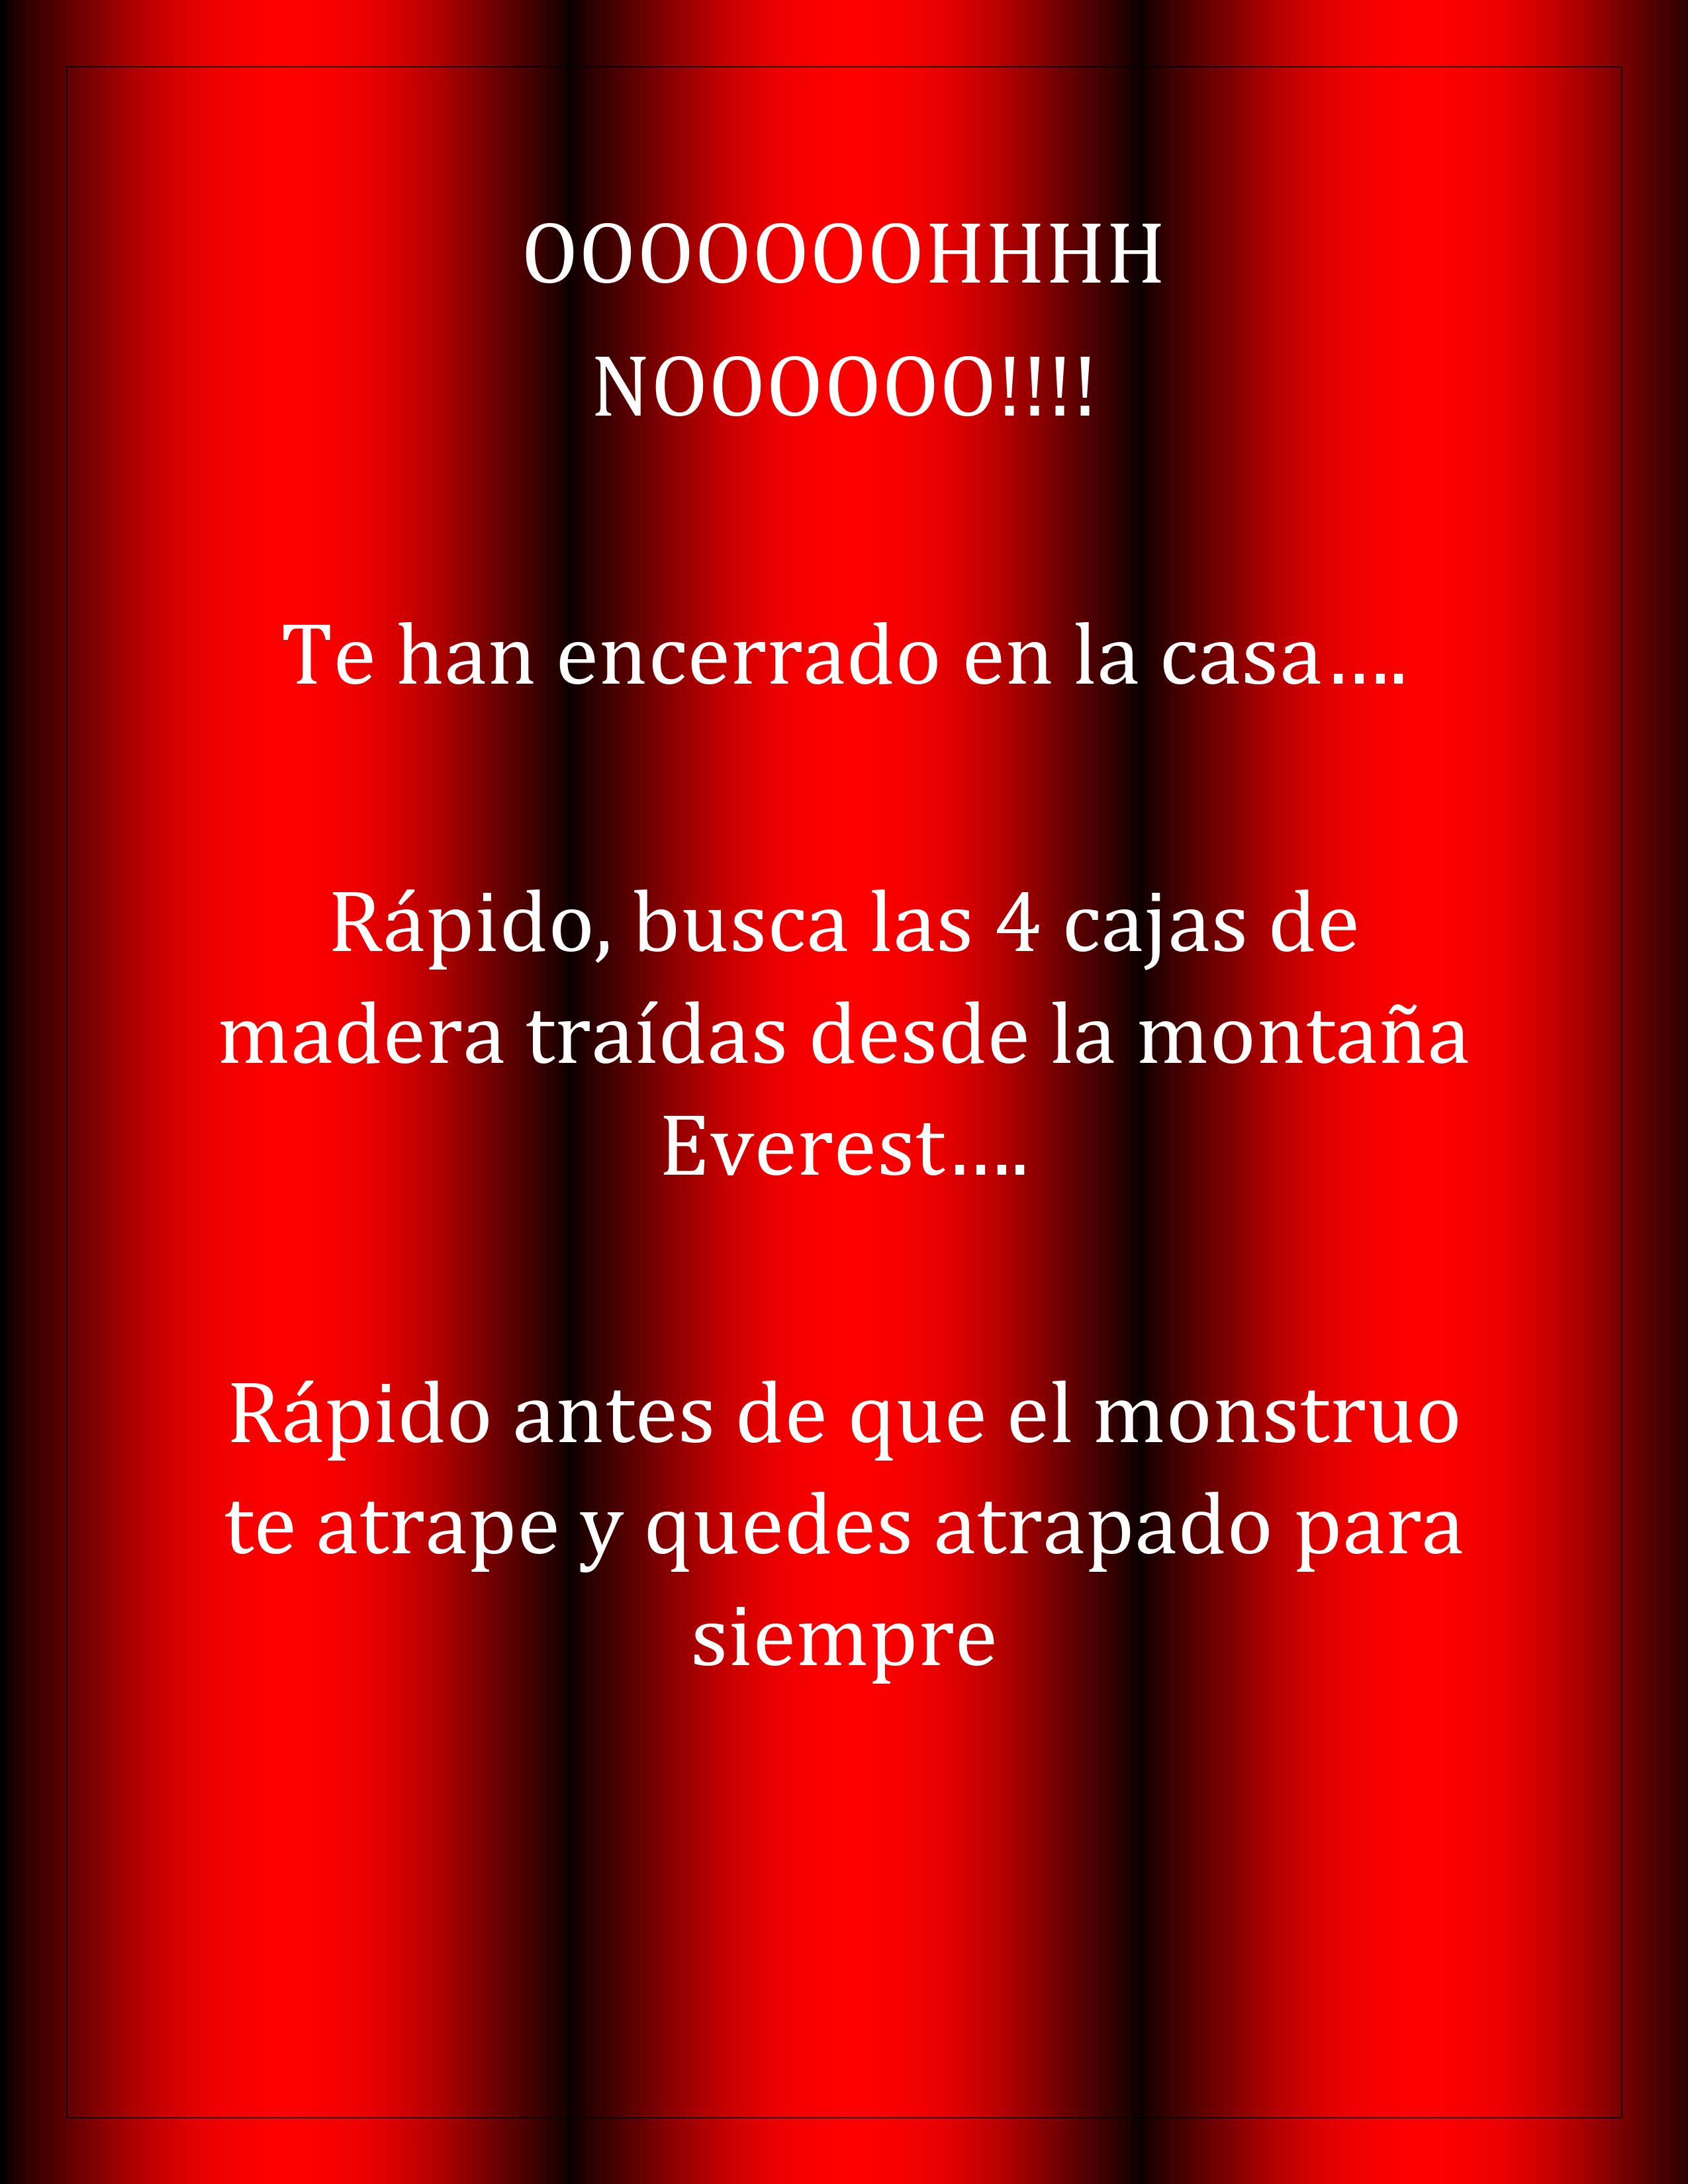 OOOOOOOHHHH
NOOOOOO!!!!
Te han encerrado en la casa….
Rápido, busca las 4 cajas de
madera traídas desde la montaña
Everest….
Rápido antes de que el monstruo
te atrape y quedes atrapado para
siempre